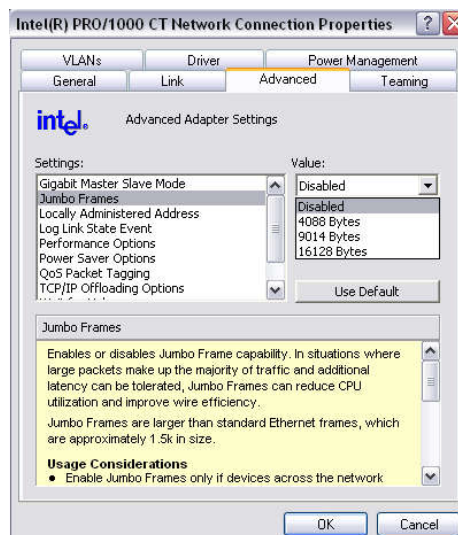 Intel(R) PRO/1000 CT Network Connection Properties
VLANs Driver Power Management
General Link Advanced Teaming
intel® Advanced Adapter Settings
Settings: Value:
Gigabit Master Slave Mode Disabled
Jumbo Frames Disabled
Locally Administered Address 4088 Bytes
Log Link State Event 9014 Bytes
Performance Options 16128 Bytes
Power Saver Options
QoS Packet Tagging
TCP/IP Offloading Options Use Default
Jumbo Frames
Enables or disables Jumbo Frame capability. In situations where
large packets make up the majority of traffic and additional
latency can be tolerated, Jumbo Frames can reduce CPU
utilization and improve wire efficiency.
Jumbo Frames are larger than standard Ethernet frames, which
are approximately 1.5k in size.
Usage Considerations
• Enable Jumbo Frames only if devices across the network
OK Cancel